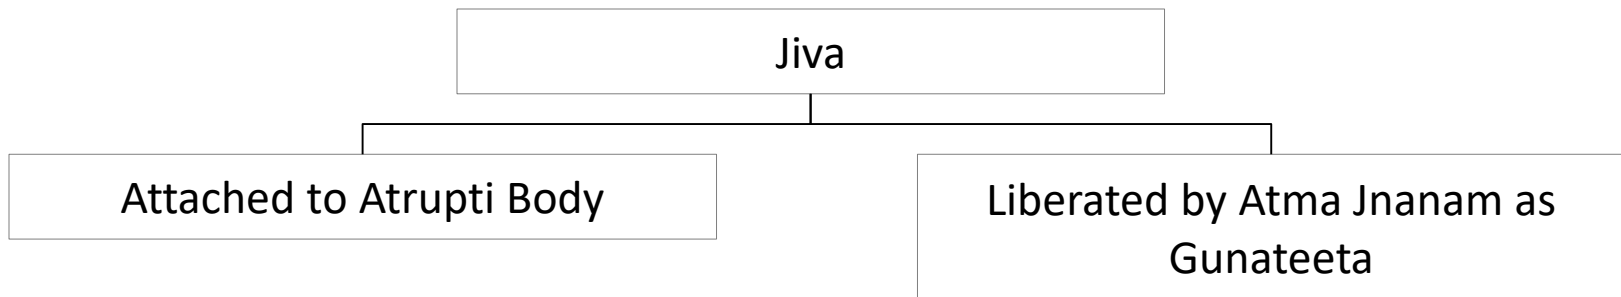 Jiva
Attached to Atrupti Body
Liberated by Atma Jnanam as
Gunateeta